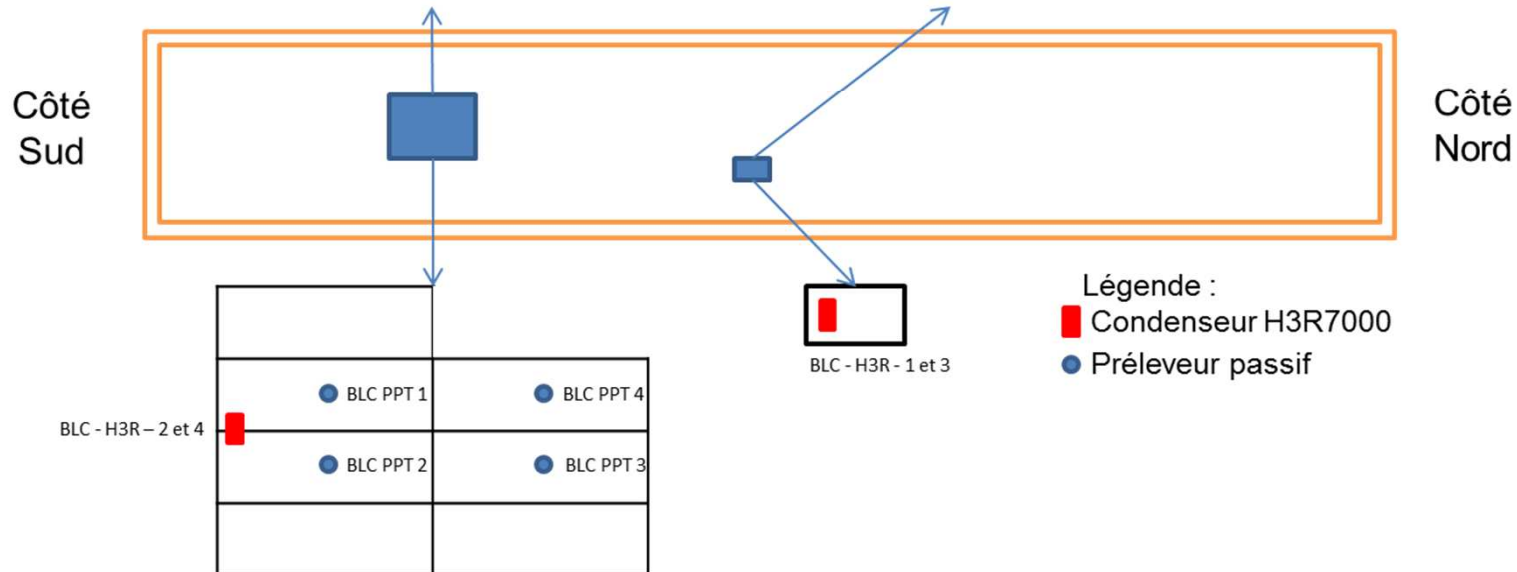 Côté
Sud
Côté
Nord
Légende :
Condenseur H3R7000
Préleveur passif
BLC - H3R - 1 et 3
BLC PPT 1
BLC PPT 4
BLC - H3R – 2 et 4
BLC PPT 2
BLC PPT 3